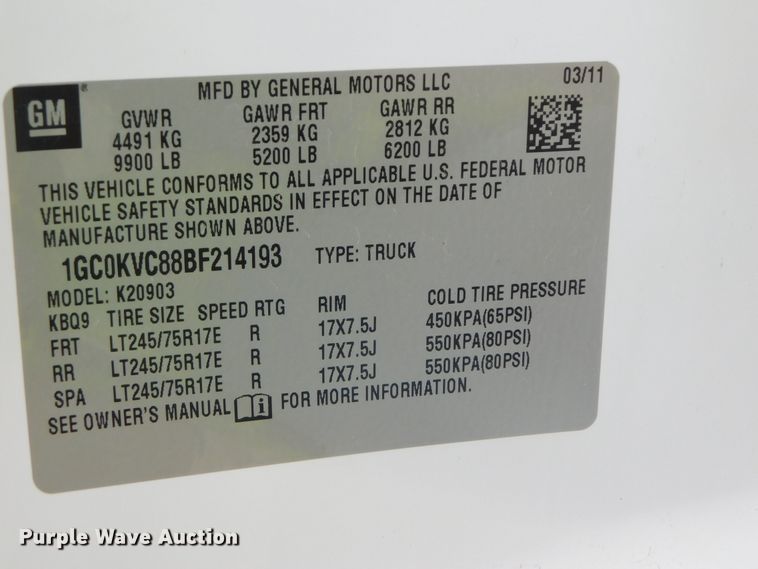 GM
®
MFD BY GENERAL MOTORS LLC 03/11
GVWR GAWR FRT GAWR RR
4491 KG 2359 KG 2812 KG
9900 LB 5200 LB 6200 LB
THIS VEHICLE CONFORMS TO ALL APPLICABLE U.S. FEDERAL MOTOR
VEHICLE SAFETY STANDARDS IN EFFECT ON THE DATE OF
MANUFACTURE SHOWN ABOVE.
1GC0KVC88BF214193 TYPE: TRUCK
MODEL: K20903
KBQ9 TIRE SIZE SPEED RTG RIM COLD TIRE PRESSURE
FRT LT245/75R17E R 17X7.5J 450KPA(65PSI)
RR LT245/75R17E R 17X7.5J 550KPA(80PSI)
SPA LT245/75R17E R 17X7.5J 550KPA(80PSI)
SEE OWNER'S MANUAL i FOR MORE INFORMATION.
Purple Wave Auction